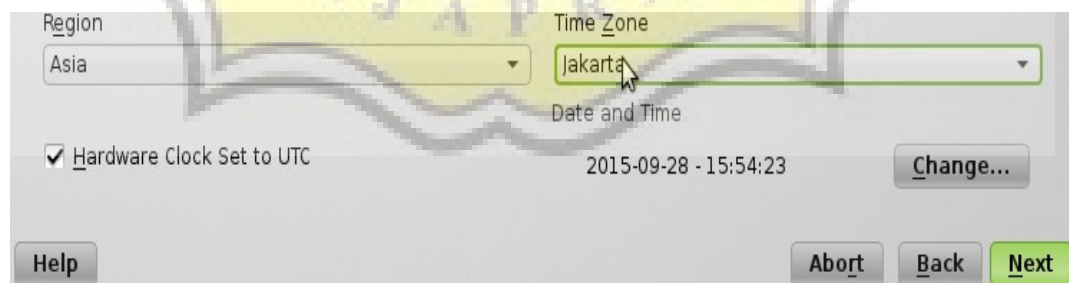 Region Time Zone
Asia Jakarta
Date and Time
Hardware Clock Set to UTC 2015-09-28 - 15:54:23 Change...
Help Abort Back Next